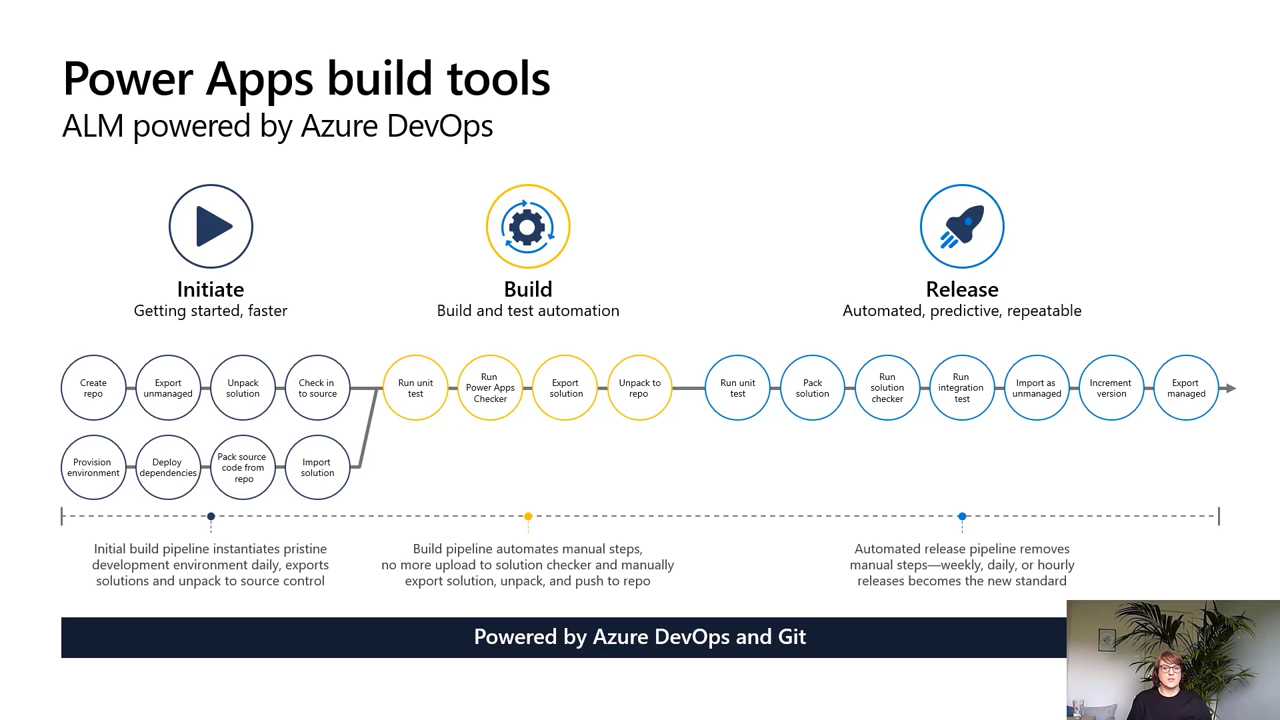 Power Apps build tools
ALM powered by Azure DevOps
Initiate
Getting started, faster
Build
Build and test automation
Release
Automated, predictive, repeatable
Create
repo
Export
unmanaged
Unpack
solution
Check in
to source
Run unit
test
Run
Power Apps
Checker
Export
solution
Unpack to
repo
Run unit
test
Pack
solution
Run
solution
checker
Run
integration
test
Import as
unmanaged
Increment
version
Export
managed
Provision
environment
Deploy
dependencies
Pack source
code from
repo
Import
solution
Initial build pipeline instantiates pristine
development environment daily, exports
solutions and unpack to source control
Build pipeline automates manual steps,
no more upload to solution checker and manually
export solution, unpack, and push to repo
Automated release pipeline removes
manual steps—weekly, daily, or hourly
releases becomes the new standard
Powered by Azure DevOps and Git